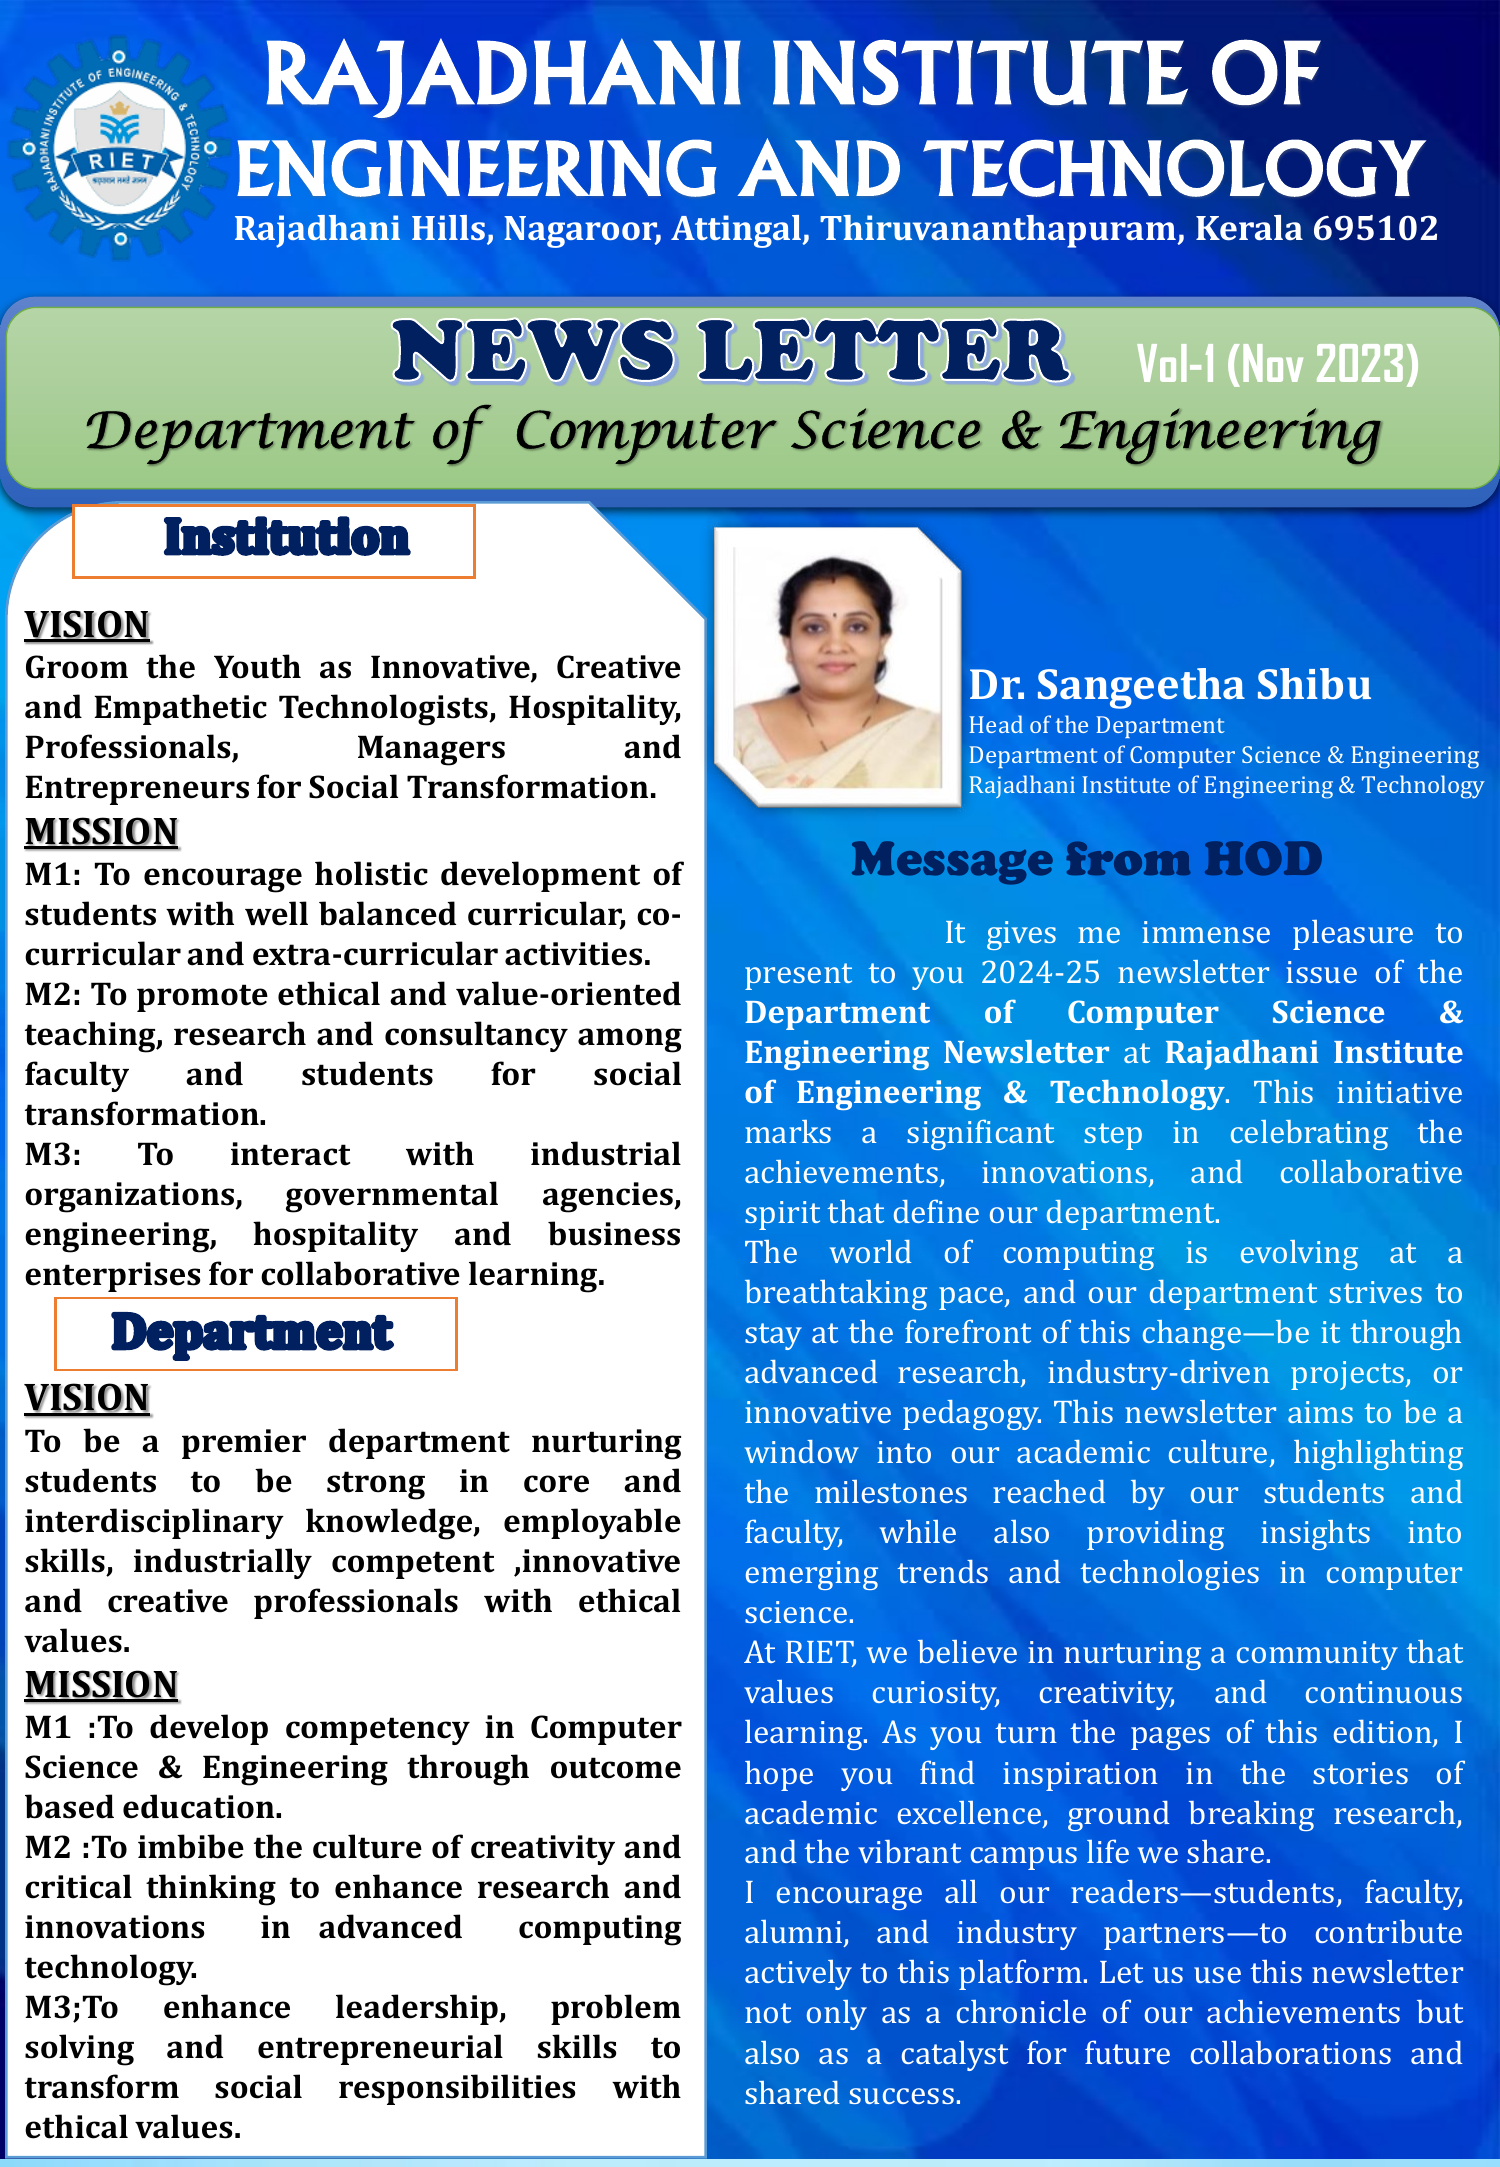 RAJADHANI INSTITUTE OF ENGINEERING & TECHNOLOGY
RIET
RAJADHANI INSTITUTE OF
ENGINEERING AND TECHNOLOGY
Rajadhani Hills, Nagaroor, Attingal, Thiruvananthapuram, Kerala 695102
NEWS LETTER
Vol-1 (Nov 2023)
Department of Computer Science & Engineering
Institution
VISION
Groom the Youth as Innovative, Creative
and Empathetic Technologists, Hospitality,
Professionals, Managers and
Entrepreneurs for Social Transformation.
MISSION
M1: To encourage holistic development of
students with well balanced curricular, co-
curricular and extra-curricular activities.
M2: To promote ethical and value-oriented
teaching, research and consultancy among
faculty and students for social
transformation.
M3: To interact with industrial
organizations, governmental agencies,
engineering, hospitality and business
enterprises for collaborative learning.
Department
VISION
To be a premier department nurturing
students to be strong in core and
interdisciplinary knowledge, employable
skills, industrially competent ,innovative
and creative professionals with ethical
values.
MISSION
M1 :To develop competency in Computer
Science & Engineering through outcome
based education.
M2 :To imbibe the culture of creativity and
critical thinking to enhance research and
innovations in advanced computing
technology.
M3;To enhance leadership, problem
solving and entrepreneurial skills to
transform social responsibilities with
ethical values.
Dr. Sangeetha Shibu
Head of the Department
Department of Computer Science & Engineering
Rajadhani Institute of Engineering & Technology
Message from HOD
It gives me immense pleasure to
present to you 2024-25 newsletter issue of the
Department of Computer Science &
Engineering Newsletter at Rajadhani Institute
of Engineering & Technology. This initiative
marks a significant step in celebrating the
achievements, innovations, and collaborative
spirit that define our department.
The world of computing is evolving at a
breathtaking pace, and our department strives to
stay at the forefront of this change—be it through
advanced research, industry-driven projects, or
innovative pedagogy. This newsletter aims to be a
window into our academic culture, highlighting
the milestones reached by our students and
faculty, while also providing insights into
emerging trends and technologies in computer
science.
At RIET, we believe in nurturing a community that
values curiosity, creativity, and continuous
learning. As you turn the pages of this edition, I
hope you find inspiration in the stories of
academic excellence, ground breaking research,
and the vibrant campus life we share.
I encourage all our readers—students, faculty,
alumni, and industry partners—to contribute
actively to this platform. Let us use this newsletter
not only as a chronicle of our achievements but
also as a catalyst for future collaborations and
shared success.